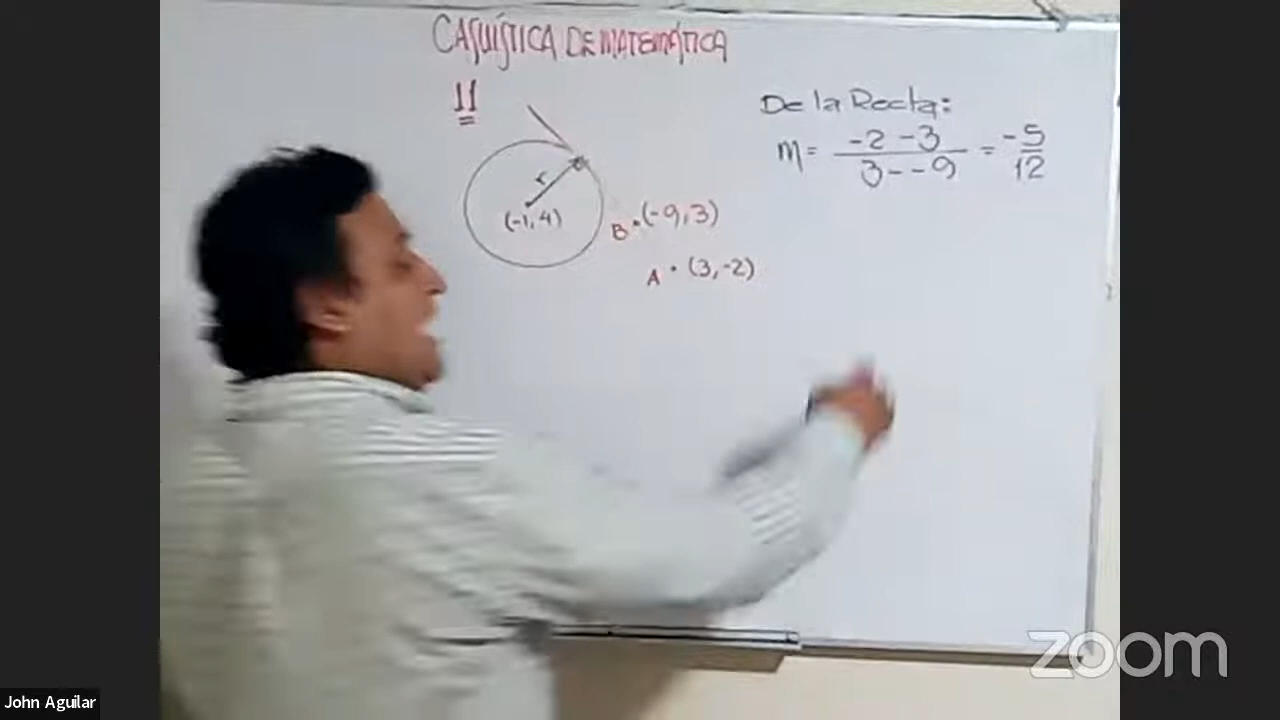 CASUÍSTICA DE MATEMÁTICA
11
r
(-1, 4)
B • (-9, 3)
A • (3, -2)
De la Recta:
m = -2 -3 / 3 - -9 = -5 / 12
zoom
John Aguilar